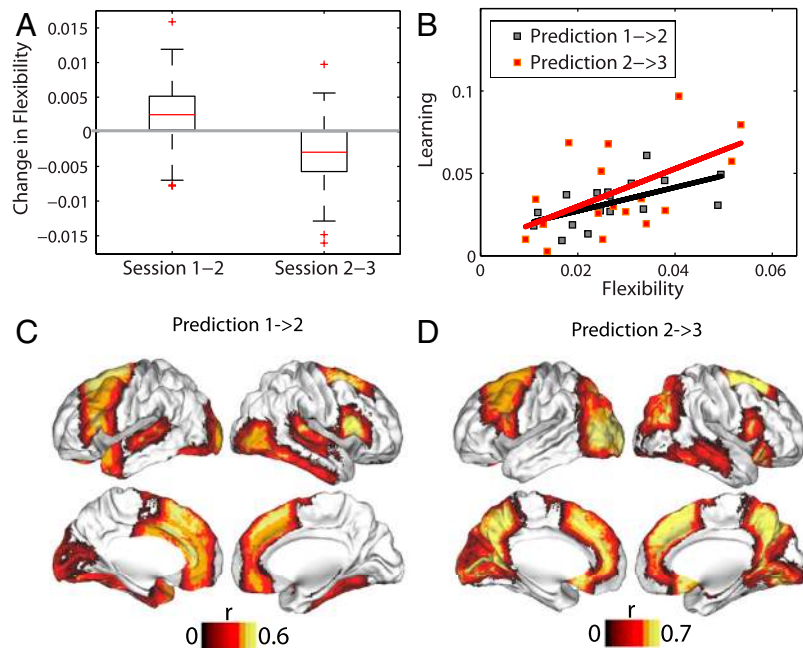 A
Change in Flexibility
0.015
0.01
0.005
0
−0.005
−0.01
−0.015
Session 1−2
Session 2−3
B
Prediction 1−>2
Prediction 2−>3
Learning
0.1
0.05
0
0
0.02
0.04
0.06
Flexibility
C
Prediction 1->2
r
0
0.6
D
Prediction 2->3
r
0
0.7